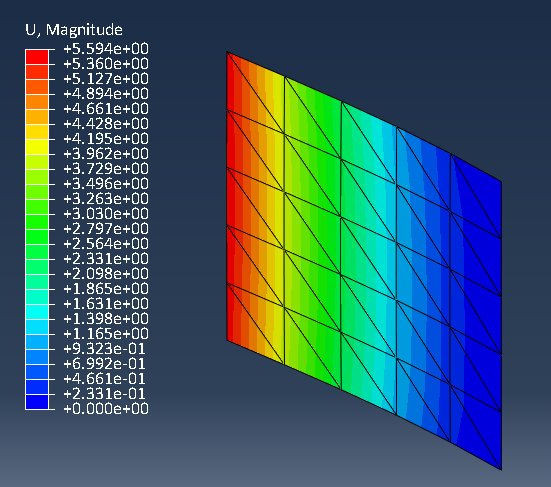 U, Magnitude
+5.594e+00
+5.360e+00
+5.127e+00
+4.894e+00
+4.661e+00
+4.428e+00
+4.195e+00
+3.962e+00
+3.729e+00
+3.496e+00
+3.263e+00
+3.030e+00
+2.797e+00
+2.564e+00
+2.331e+00
+2.098e+00
+1.865e+00
+1.631e+00
+1.398e+00
+1.165e+00
+9.323e-01
+6.992e-01
+4.661e-01
+2.331e-01
+0.000e+00